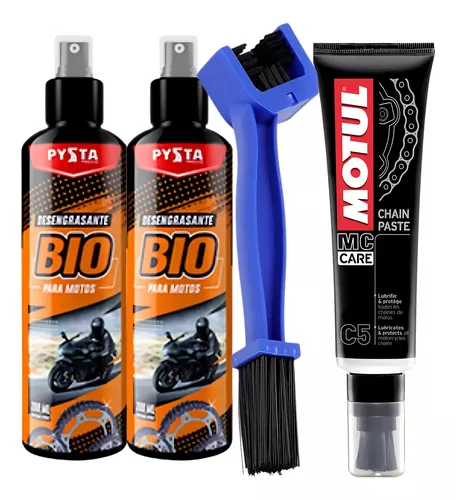 PYSTA
DESENGRASANTE
BIO
PARA MOTOS
PYSTA
DESENGRASANTE
BIO
PARA MOTOS
MOTUL
CHAIN
PASTE
MC
CARE
C5
Lubrifie
& protège
toutes les
chaînes de
motos
Lubricates
& protects all
motorcycles
chain